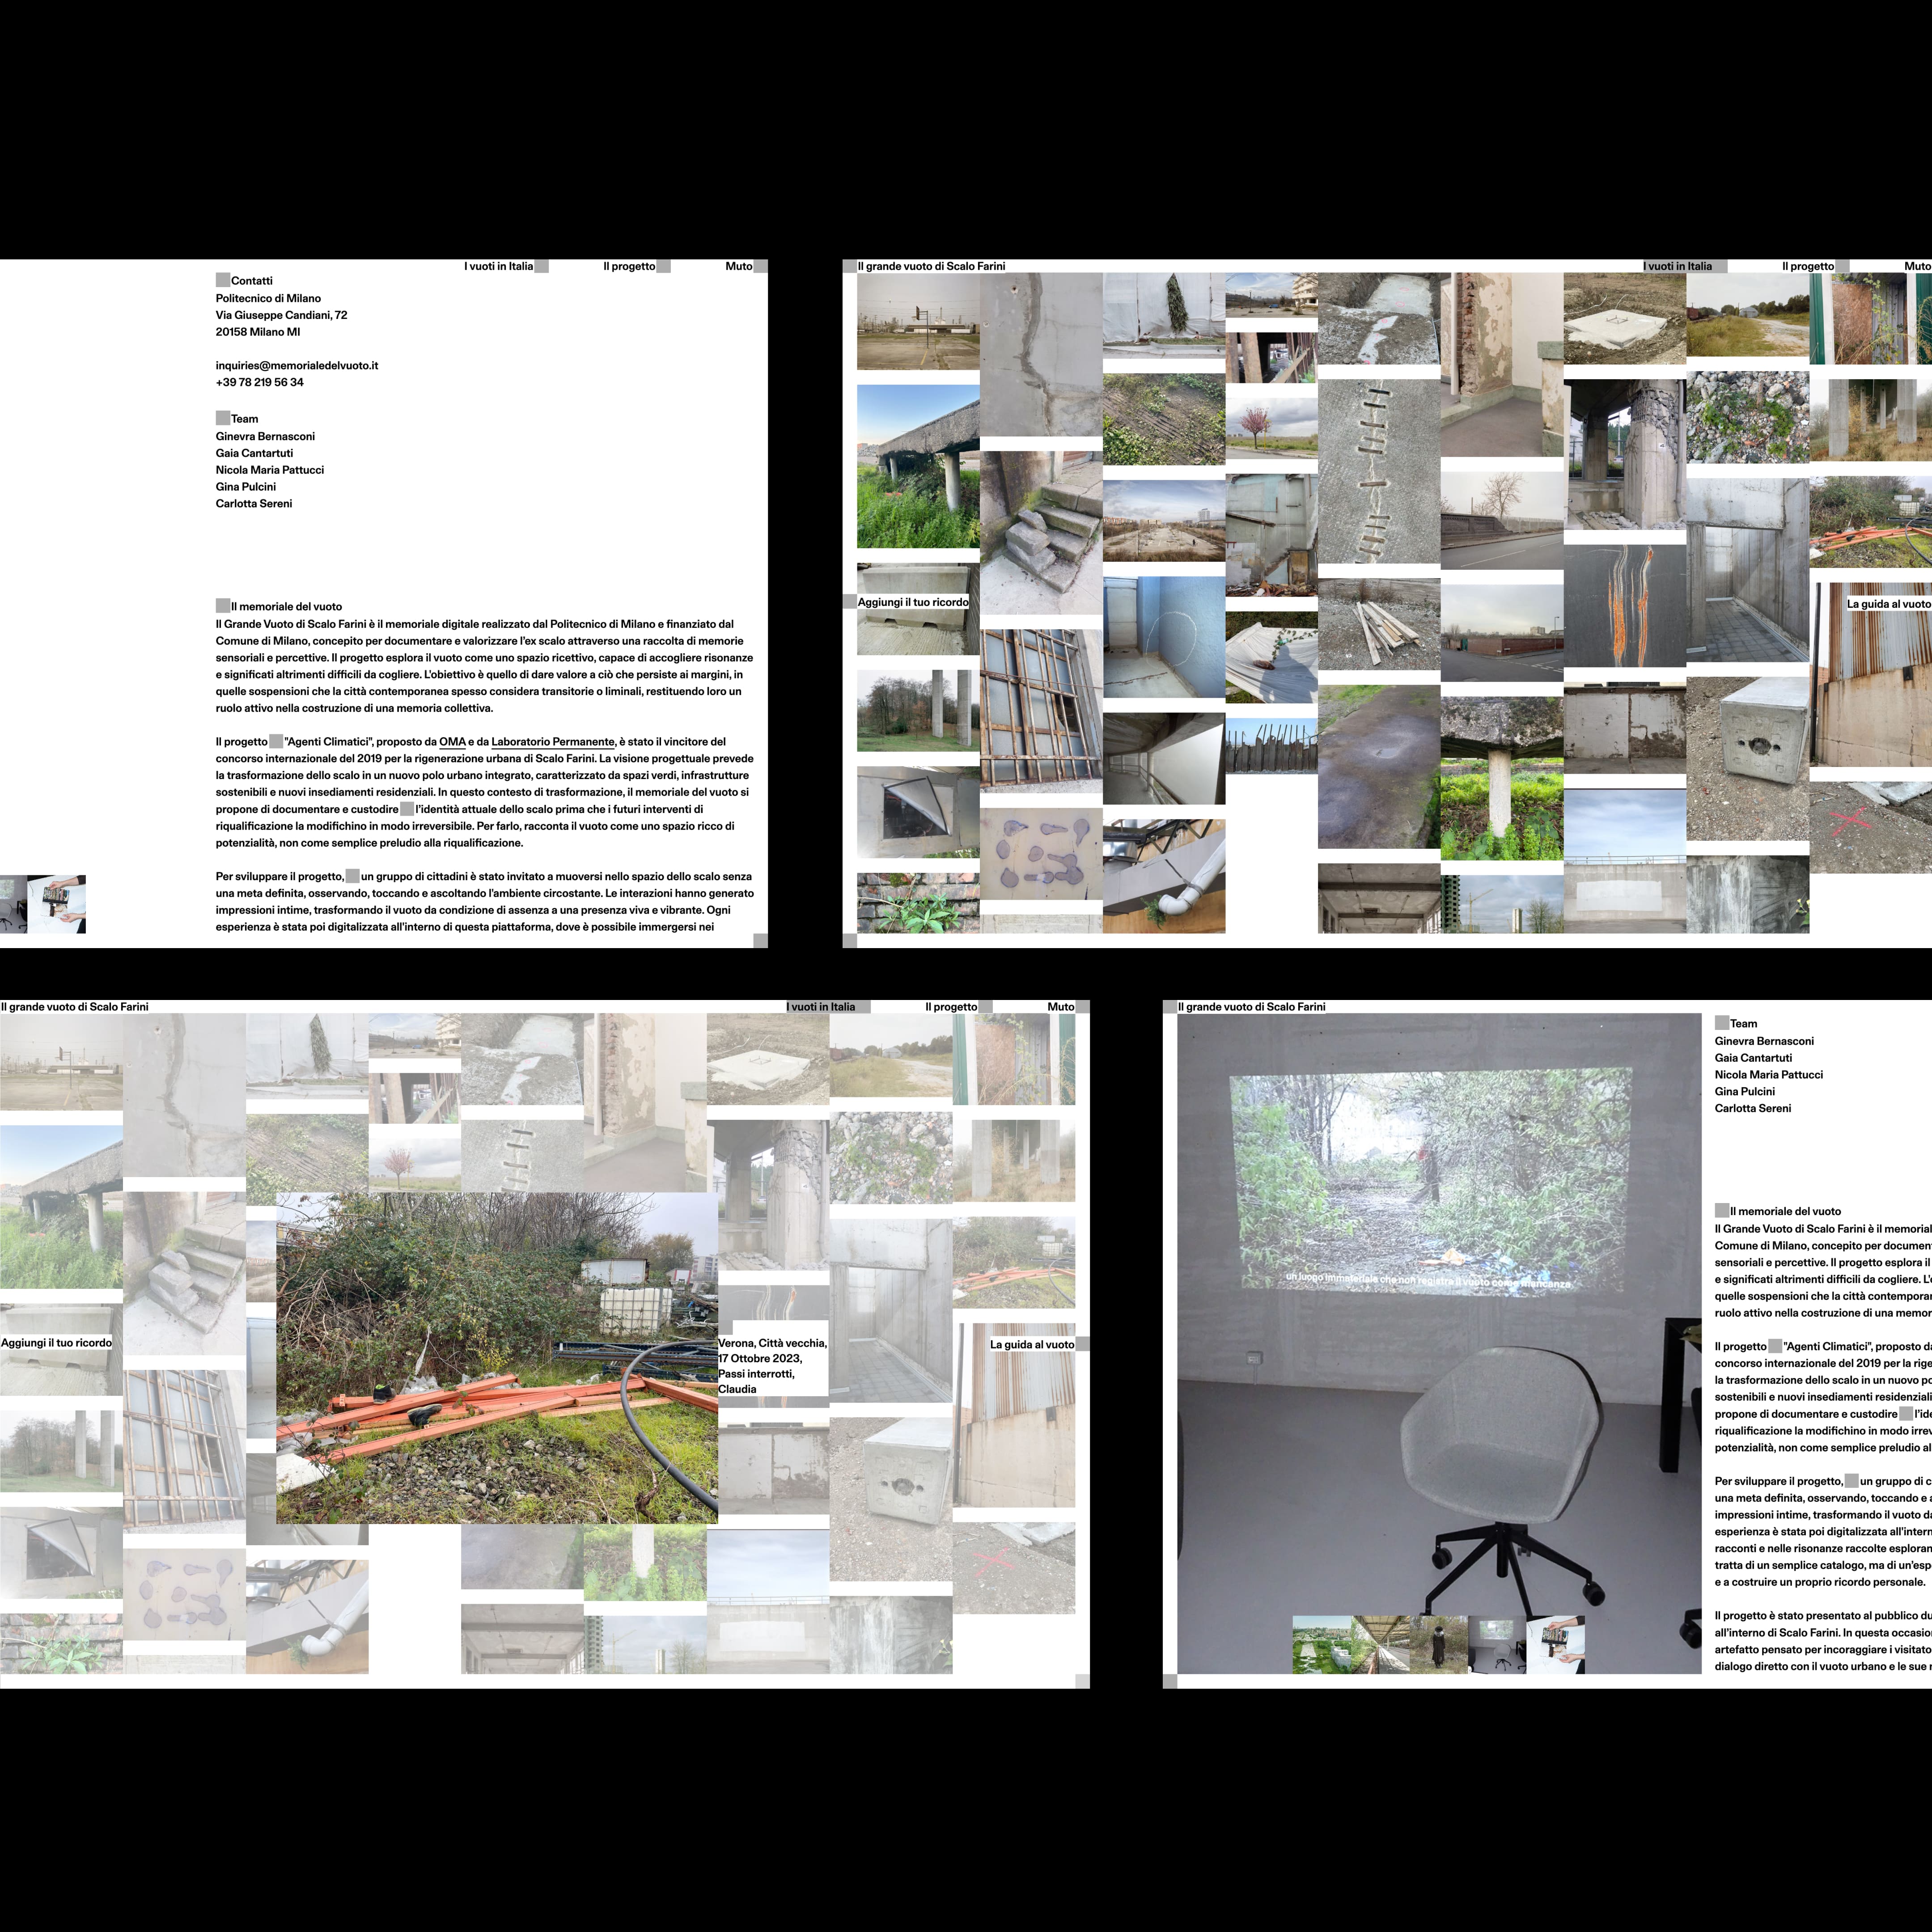 I vuoti in Italia
Il progetto
Muto
Contatti
Politecnico di Milano
Via Giuseppe Candiani, 72
20158 Milano MI
inquiries@memorialedelvuoto.it
+39 78 219 56 34
Team
Ginevra Bernasconi
Gaia Cantartuti
Nicola Maria Pattucci
Gina Pulcini
Carlotta Sereni
Il memoriale del vuoto
Il Grande Vuoto di Scalo Farini è il memoriale digitale realizzato dal Politecnico di Milano e finanziato dal
Comune di Milano, concepito per documentare e valorizzare l'ex scalo attraverso una raccolta di memorie
sensoriali e percettive. Il progetto esplora il vuoto come uno spazio ricettivo, capace di accogliere risonanze
e significati altrimenti difficili da cogliere. L'obiettivo è quello di dare valore a ciò che persiste ai margini, in
quelle sospensioni che la città contemporanea spesso considera transitorie o liminali, restituendo loro un
ruolo attivo nella costruzione di una memoria collettiva.
Il progetto "Agenti Climatici", proposto da OMA e da Laboratorio Permanente, è stato il vincitore del
concorso internazionale del 2019 per la rigenerazione urbana di Scalo Farini. La visione progettuale prevede
la trasformazione dello scalo in un nuovo polo urbano integrato, caratterizzato da spazi verdi, infrastrutture
sostenibili e nuovi insediamenti residenziali. In questo contesto di trasformazione, il memoriale del vuoto si
propone di documentare e custodire l'identità attuale dello scalo prima che i futuri interventi di
riqualificazione la modifichino in modo irreversibile. Per farlo, racconta il vuoto come uno spazio ricco di
potenzialità, non come semplice preludio alla riqualificazione.
Per sviluppare il progetto, un gruppo di cittadini è stato invitato a muoversi nello spazio dello scalo senza
una meta definita, osservando, toccando e ascoltando l'ambiente circostante. Le interazioni hanno generato
impressioni intime, trasformando il vuoto da condizione di assenza a una presenza viva e vibrante. Ogni
esperienza è stata poi digitalizzata all'interno di questa piattaforma, dove è possibile immergersi nei
Il grande vuoto di Scalo Farini
I vuoti in Italia
Il progetto
Muto
Aggiungi il tuo ricordo
La guida al vuoto
Il grande vuoto di Scalo Farini
I vuoti in Italia
Il progetto
Muto
Aggiungi il tuo ricordo
Verona, Città vecchia,
17 Ottobre 2023,
Passi interrotti,
Claudia
La guida al vuoto
Il grande vuoto di Scalo Farini
un luogo immateriale che non registra il vuoto come mancanza
Team
Ginevra Bernasconi
Gaia Cantartuti
Nicola Maria Pattucci
Gina Pulcini
Carlotta Sereni
Il memoriale del vuoto
Il Grande Vuoto di Scalo Farini è il memorial
Comune di Milano, concepito per documen
sensoriali e percettive. Il progetto esplora il
e significati altrimenti difficili da cogliere. L'
quelle sospensioni che la città contempora
ruolo attivo nella costruzione di una memor
Il progetto "Agenti Climatici", proposto da
concorso internazionale del 2019 per la rige
la trasformazione dello scalo in un nuovo po
sostenibili e nuovi insediamenti residenziali
propone di documentare e custodire l'ide
riqualificazione la modifichino in modo irrev
potenzialità, non come semplice preludio al
Per sviluppare il progetto, un gruppo di c
una meta definita, osservando, toccando e a
impressioni intime, trasformando il vuoto da
esperienza è stata poi digitalizzata all'intern
racconti e nelle risonanze raccolte esploran
tratta di un semplice catalogo, ma di un'esp
e a costruire un proprio ricordo personale.
Il progetto è stato presentato al pubblico du
all'interno di Scalo Farini. In questa occasion
artefatto pensato per incoraggiare i visitato
dialogo diretto con il vuoto urbano e le sue